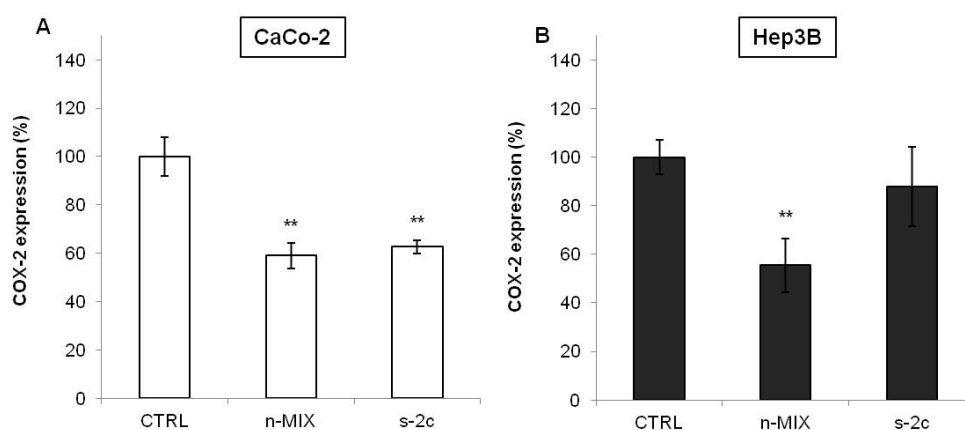 A
CaCo-2
COX-2 expression (%)
140
120
100
80
60
40
20
0
**
**
CTRL
n-MIX
s-2c
B
Hep3B
COX-2 expression (%)
140
120
100
80
60
40
20
0
**
CTRL
n-MIX
s-2c